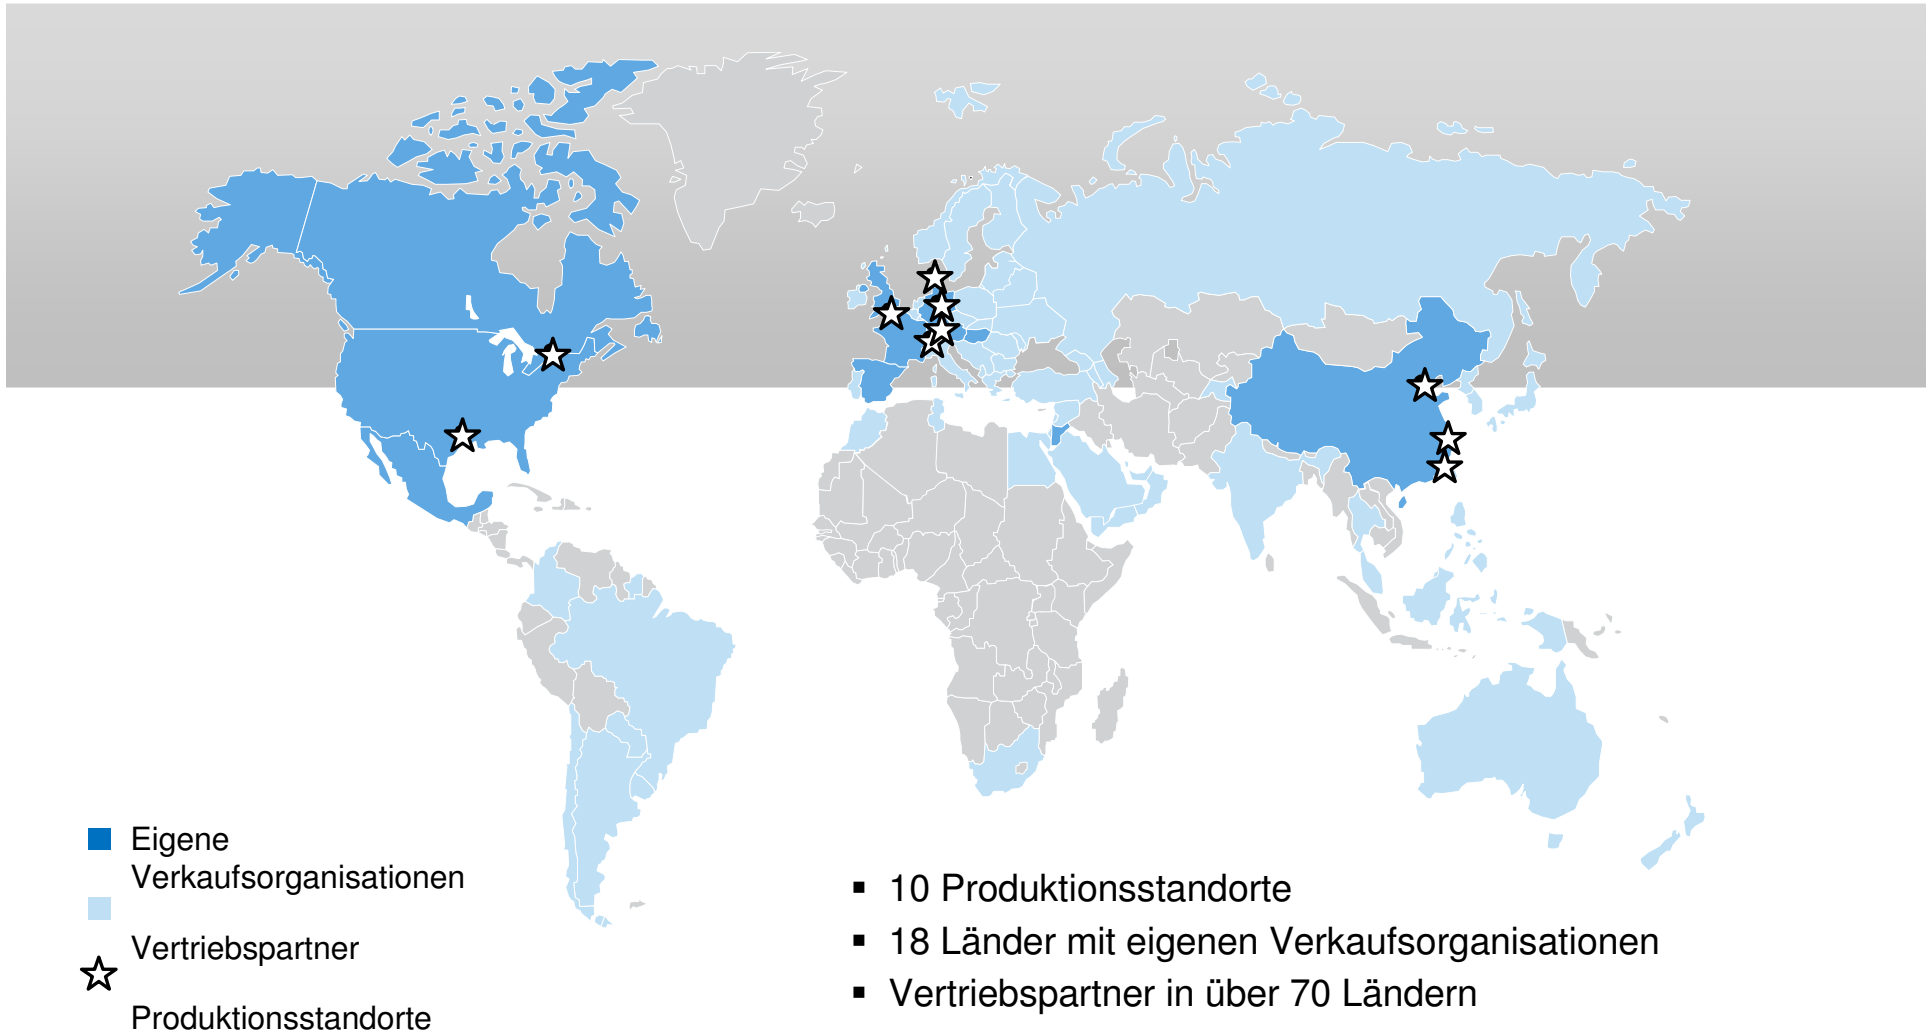 Eigene
Verkaufsorganisationen
Vertriebspartner
Produktionsstandorte
▪ 10 Produktionsstandorte
▪ 18 Länder mit eigenen Verkaufsorganisationen
▪ Vertriebspartner in über 70 Ländern